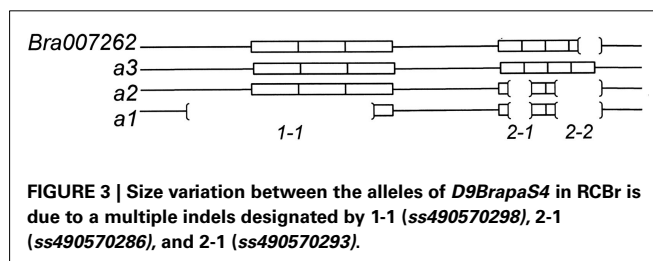 Bra007262
a3
a2
a1
1-1
2-1
2-2
FIGURE 3 | Size variation between the alleles of D9BrapaS4 in RCBr is
due to a multiple indels designated by 1-1 (ss490570298), 2-1
(ss490570286), and 2-1 (ss490570293).